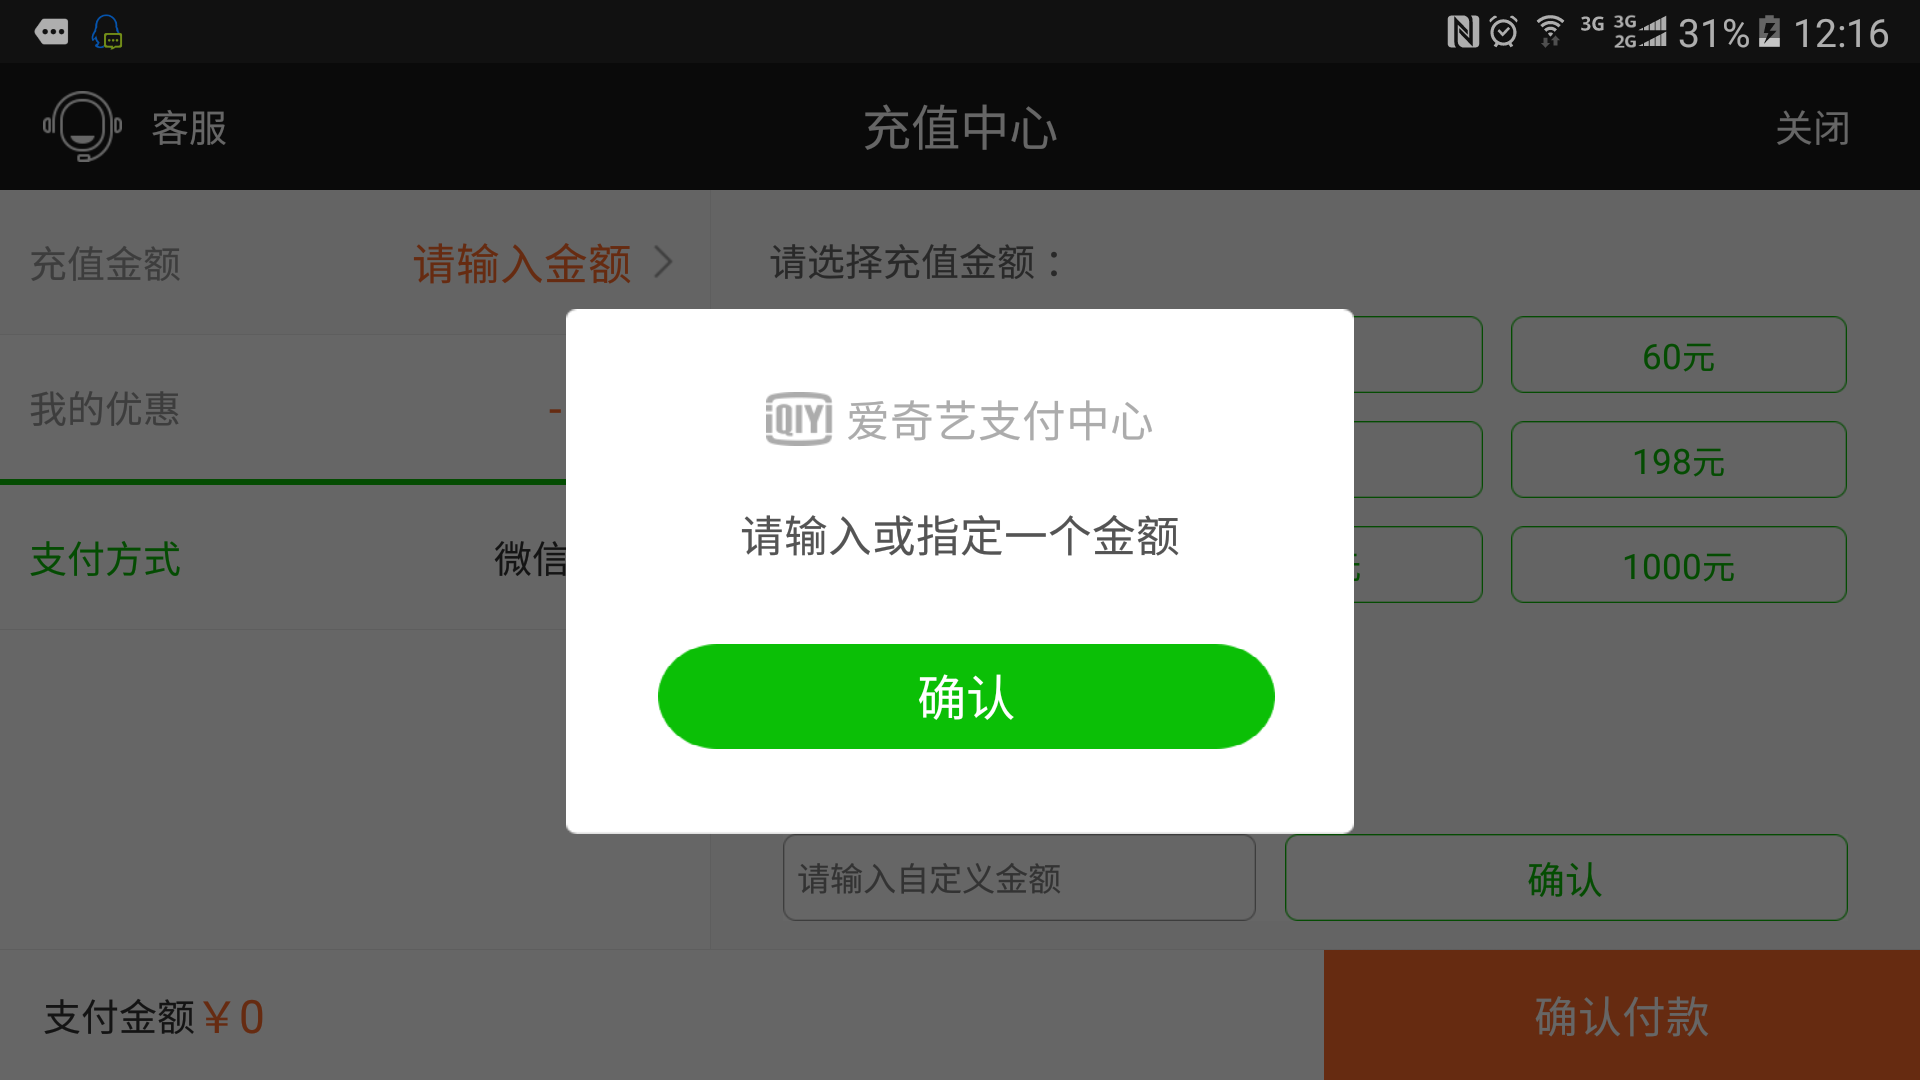 3G 3G 2G 31% 12:16
客服 充值中心 关闭
充值金额 请输入金额
请选择充值金额：
60元
我的优惠 -
198元
支付方式 微信
1000元
QIYI 爱奇艺支付中心
请输入或指定一个金额
确认
请输入自定义金额 确认
支付金额 ¥0 确认付款